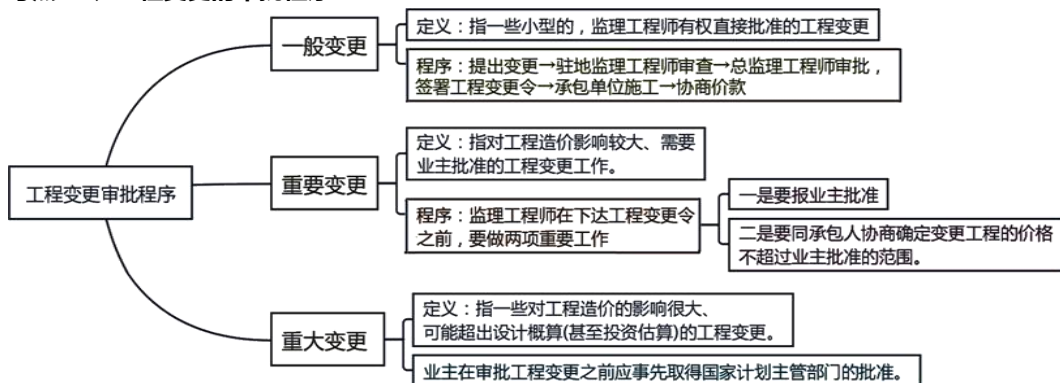 工程变更审批程序
一般变更
定义：指一些小型的，监理工程师有权直接批准的工程变更
程序：提出变更→驻地监理工程师审查→总监理工程师审批，
签署工程变更令→承包单位施工→协商价款
重要变更
定义：指对工程造价影响较大、需要
业主批准的工程变更工作。
程序：监理工程师在下达工程变更令
之前，要做两项重要工作
一是要报业主批准
二是要同承包人协商确定变更工程的价格
不超过业主批准的范围。
重大变更
定义：指一些对工程造价的影响很大、
可能超出设计概算(甚至投资估算)的工程变更。
业主在审批工程变更之前应事先取得国家计划主管部门的批准。